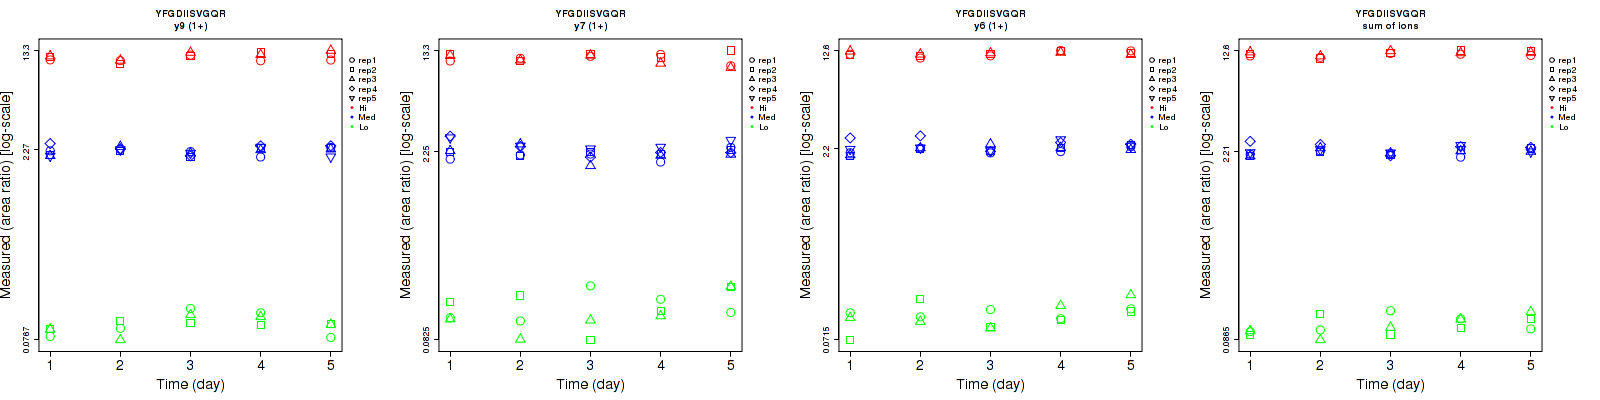 YFGDIISVGQR
y9 (1+)
Measured (area ratio) [log-scale]
13.3
2.27
0.0767
1 2 3 4 5
Time (day)
rep1
rep2
rep3
rep4
rep5
Hi
Med
Lo
YFGDIISVGQR
y7 (1+)
Measured (area ratio) [log-scale]
13.3
2.25
0.0825
1 2 3 4 5
Time (day)
rep1
rep2
rep3
rep4
rep5
Hi
Med
Lo
YFGDIISVGQR
y6 (1+)
Measured (area ratio) [log-scale]
12.6
2.2
0.0715
1 2 3 4 5
Time (day)
rep1
rep2
rep3
rep4
rep5
Hi
Med
Lo
YFGDIISVGQR
sum of ions
Measured (area ratio) [log-scale]
12.8
2.21
0.0865
1 2 3 4 5
Time (day)
rep1
rep2
rep3
rep4
rep5
Hi
Med
Lo